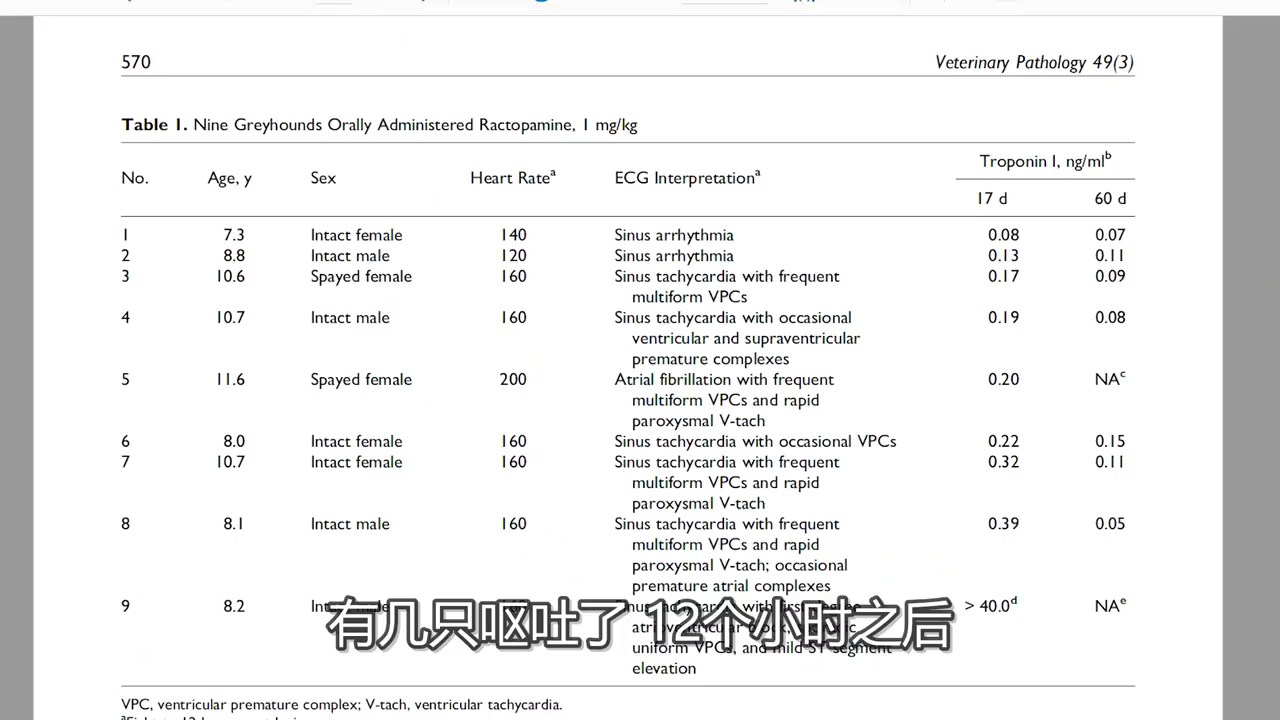 570 Veterinary Pathology 49(3)
Table 1. Nine Greyhounds Orally Administered Ractopamine, 1 mg/kg
Troponin I, ng/mlb
No. Age, y Sex Heart Ratea ECG Interpretationa
17 d 60 d
1 7.3 Intact female 140 Sinus arrhythmia 0.08 0.07
2 8.8 Intact male 120 Sinus arrhythmia 0.13 0.11
3 10.6 Spayed female 160 Sinus tachycardia with frequent 0.17 0.09
multiform VPCs
4 10.7 Intact male 160 Sinus tachycardia with occasional 0.19 0.08
ventricular and supraventricular
premature complexes
5 11.6 Spayed female 200 Atrial fibrillation with frequent 0.20 NAc
multiform VPCs and rapid
paroxysmal V-tach
6 8.0 Intact female 160 Sinus tachycardia with occasional VPCs 0.22 0.15
7 10.7 Intact female 160 Sinus tachycardia with frequent 0.32 0.11
multiform VPCs and rapid
paroxysmal V-tach
8 8.1 Intact male 160 Sinus tachycardia with frequent 0.39 0.05
multiform VPCs and rapid
paroxysmal V-tach; occasional
premature atrial complexes
9 8.2 > 40.0d NAe
有几只呕吐了 12个小时之后
uniform VPCs, and mild ST segment
elevation
VPC, ventricular premature complex; V-tach, ventricular tachycardia.